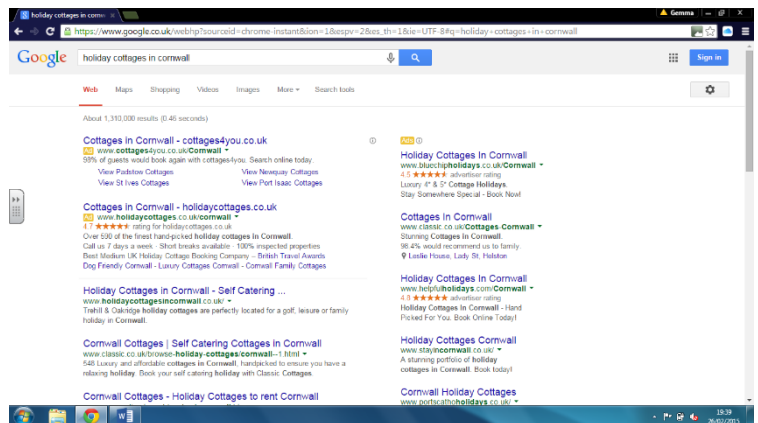 holiday cottages in cornw
Gemma
https://www.google.co.uk/webhp?sourceid=chrome-instant&ion=1&espv=2&es_th=1&ie=UTF-8#q=holiday+cottages+in+cornwall
Google
holiday cottages in cornwall
Sign in
Web Maps Shopping Videos Images More Search tools
About 1,310,000 results (0.46 seconds)
Cottages in Cornwall - cottages4you.co.uk
Ad www.cottages4you.co.uk/Cornwall
98% of guests would book again with cottages4you. Search online today.
View Padstow Cottages View Newquay Cottages
View St Ives Cottages View Port Isaac Cottages
Cottages in Cornwall - holidaycottages.co.uk
Ad www.holidaycottages.co.uk/cornwall
4.7 ★★★★★ rating for holidaycottages.co.uk
Over 590 of the finest hand-picked holiday cottages in Cornwall.
Call us 7 days a week - Short breaks available - 100% inspected properties
Best Medium UK Holiday Cottage Booking Company – British Travel Awards
Dog Friendly Cornwall - Luxury Cottages Cornwall - Cornwall Family Cottages
Holiday Cottages in Cornwall - Self Catering ...
www.holidaycottagesincornwall.co.uk/
Trehill & Oakridge holiday cottages are perfectly located for a golf, leisure or family
holiday in Cornwall.
Cornwall Cottages | Self Catering Cottages in Cornwall
www.classic.co.uk/browse-holiday-cottages/cornwall--1.html
548 Luxury and affordable cottages in Cornwall, handpicked to ensure you have a
relaxing holiday. Book your self catering holiday with Classic Cottages.
Cornwall Cottages - Holiday Cottages to rent Cornwall
Ads
Holiday Cottages In Cornwall
www.bluechipholidays.co.uk/Cornwall
4.5 ★★★★★ advertiser rating
Luxury 4* & 5* Cottage Holidays.
Stay Somewhere Special - Book Now!
Cottages In Cornwall
www.classic.co.uk/Cottages-Cornwall
Stunning Cottages in Cornwall.
98.4% would recommend us to family.
Leslie House, Lady St, Helston
Holiday Cottages In Cornwall
www.helpfulholidays.com/Cornwall
4.8 ★★★★★ advertiser rating
Holiday Cottages In Cornwall - Hand
Picked For You. Book Online Today!
Holiday Cottages Cornwall
www.stayincornwall.co.uk/
A stunning portfolio of holiday
cottages in Cornwall. Book today!
Cornwall Holiday Cottages
www.portscathoholidays.co.uk/
19:39
26/02/2015